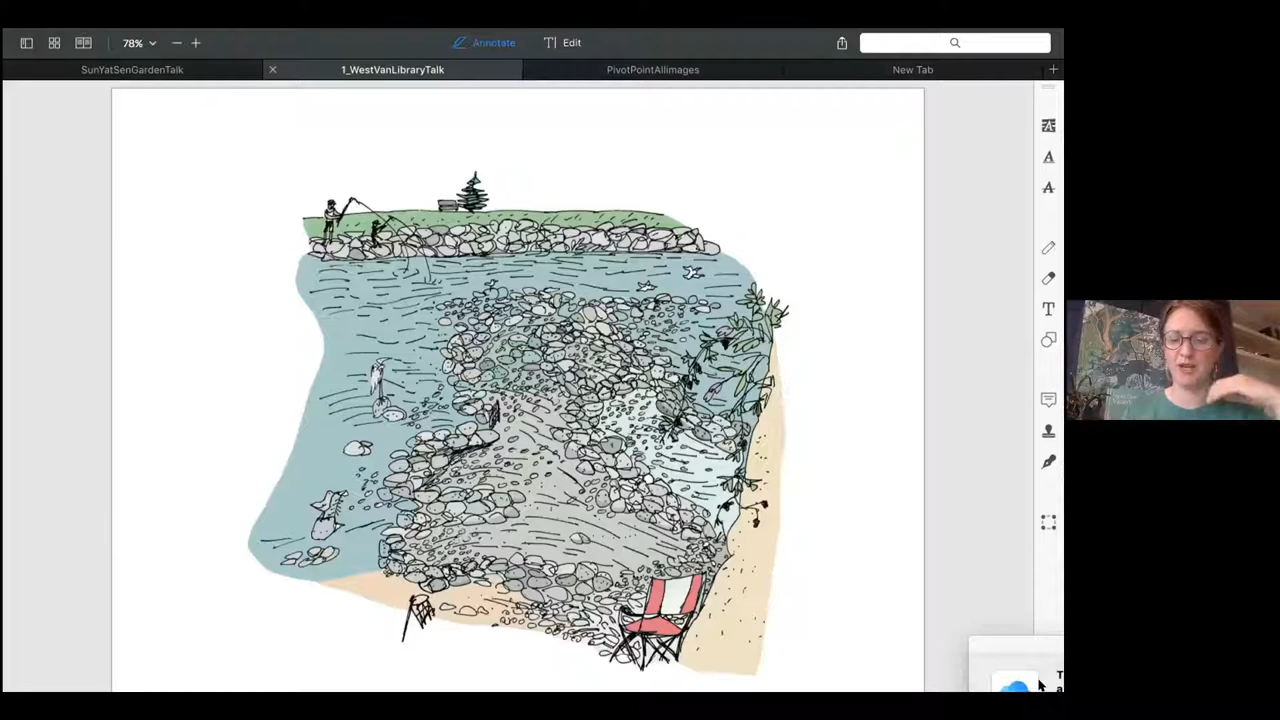 78%
Annotate
T Edit
SunYatSenGardenTalk
1_WestVanLibraryTalk
PivotPointAllimages
New Tab